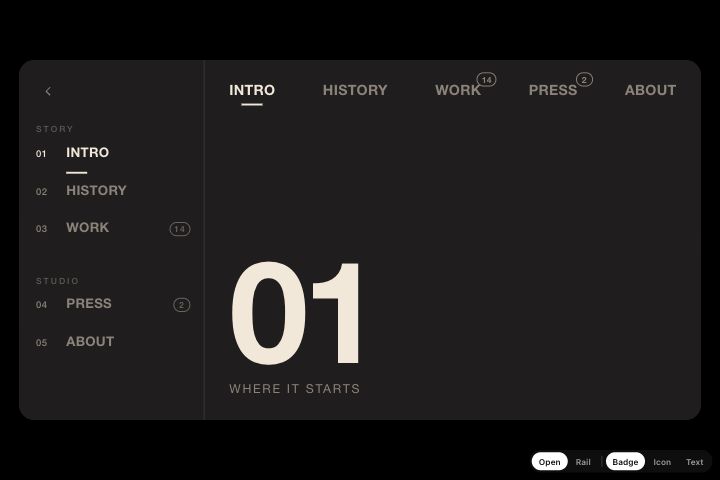 STORY
01 INTRO
02 HISTORY
03 WORK 14
STUDIO
04 PRESS 2
05 ABOUT
INTRO HISTORY WORK 14 PRESS 2 ABOUT
01
WHERE IT STARTS
Open Rail Badge Icon Text